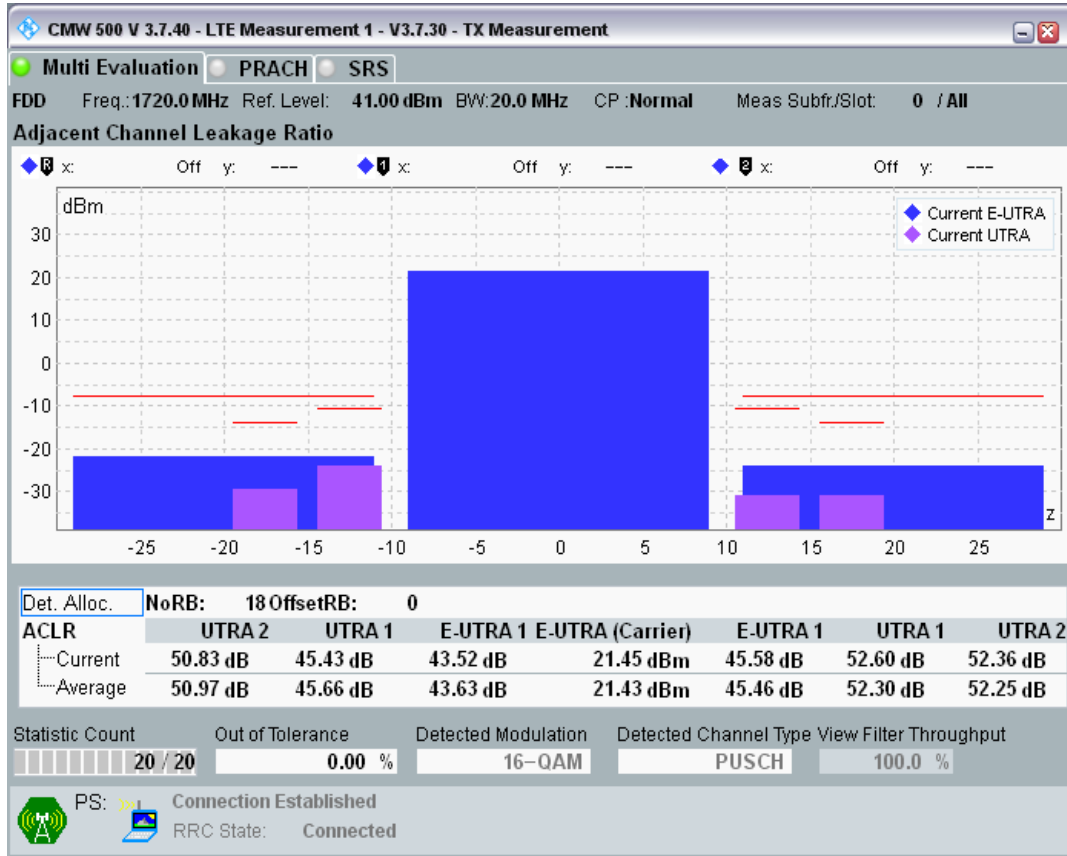 CMW 500 V 3.7.40 - LTE Measurement 1 - V3.7.30 - TX Measurement
Multi Evaluation PRACH SRS
FDD Freq.: 1720.0 MHz Ref. Level: 41.00 dBm BW: 20.0 MHz CP :Normal Meas Subfr./Slot: 0 / All
Adjacent Channel Leakage Ratio
R x: Off y: --- 1 x: Off y: --- 2 x: Off y: ---
dBm
Current E-UTRA
Current UTRA
30
20
10
0
-10
-20
-30
z
-25 -20 -15 -10 -5 0 5 10 15 20 25
Det. Alloc. NoRB: 18 OffsetRB: 0
ACLR UTRA 2 UTRA 1 E-UTRA 1 E-UTRA (Carrier) E-UTRA 1 UTRA 1 UTRA 2
Current 50.83 dB 45.43 dB 43.52 dB 21.45 dBm 45.58 dB 52.60 dB 52.36 dB
Average 50.97 dB 45.66 dB 43.63 dB 21.43 dBm 45.46 dB 52.30 dB 52.25 dB
Statistic Count Out of Tolerance Detected Modulation Detected Channel Type View Filter Throughput
20 / 20 0.00 % 16-QAM PUSCH 100.0 %
PS: Connection Established
RRC State: Connected